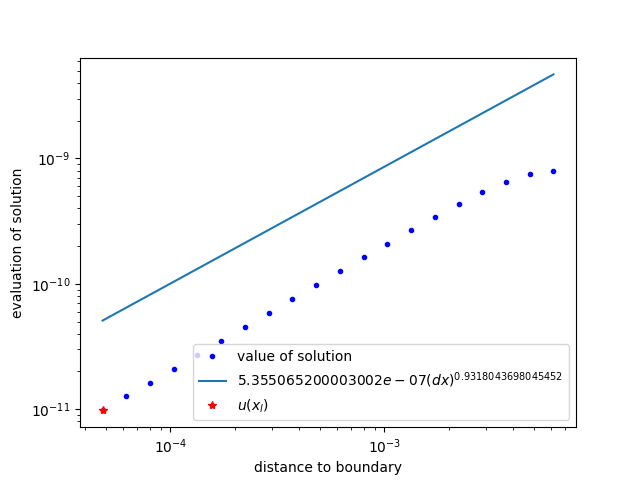 evaluation of solution
10⁻⁹
10⁻¹⁰
10⁻¹¹
value of solution
5.355065200003002e − 07(dx)^0.9318043698045452
u(x_I)
10⁻⁴
10⁻³
distance to boundary